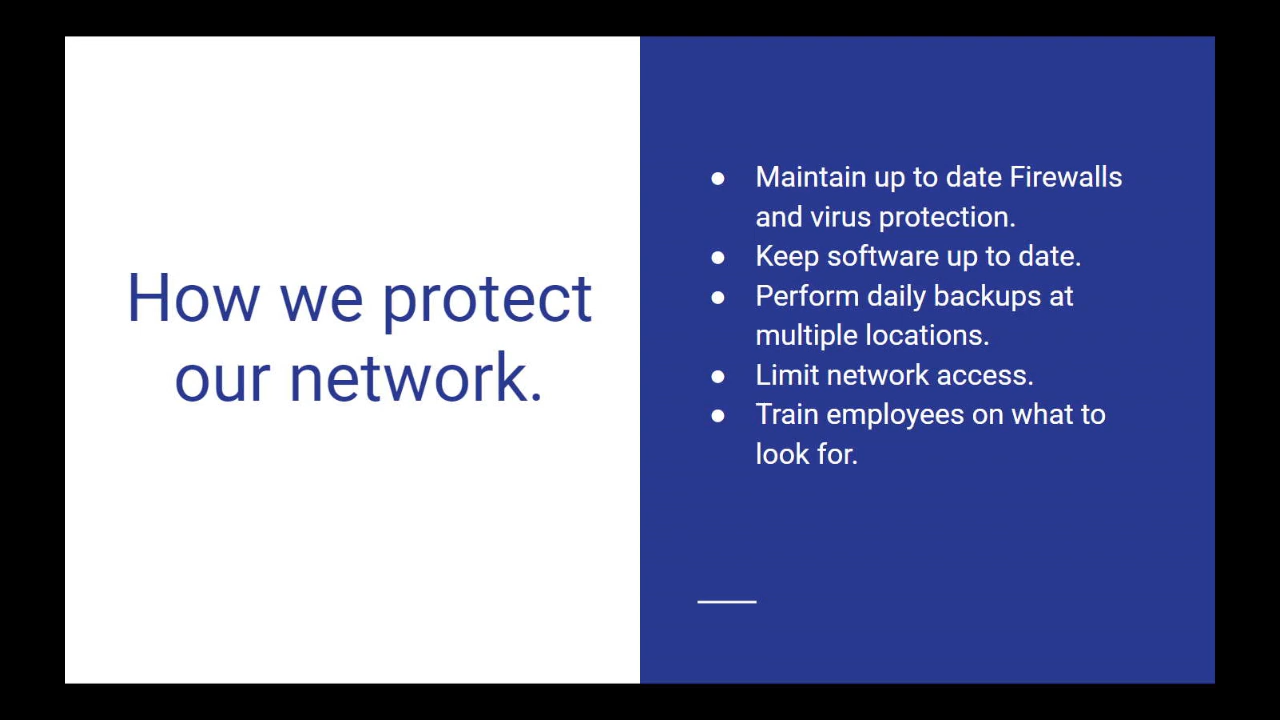 How we protect
our network.
● Maintain up to date Firewalls
and virus protection.
● Keep software up to date.
● Perform daily backups at
multiple locations.
● Limit network access.
● Train employees on what to
look for.